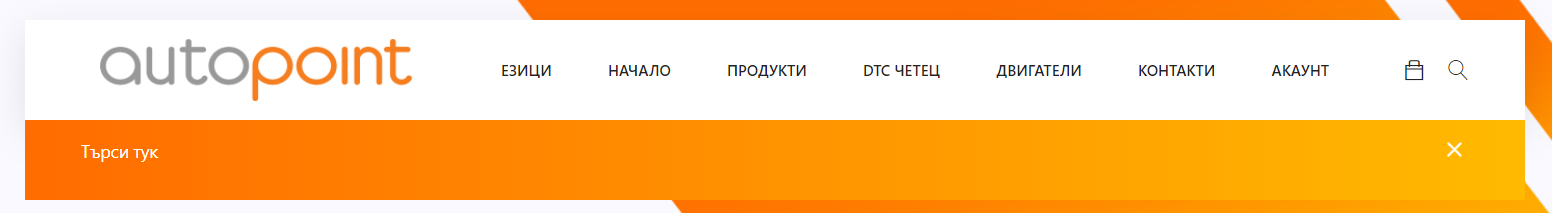 autopoint ЕЗИЦИ НАЧАЛО ПРОДУКТИ DTC ЧЕТЕЦ ДВИГАТЕЛИ КОНТАКТИ АКАУНТ
Търси тук